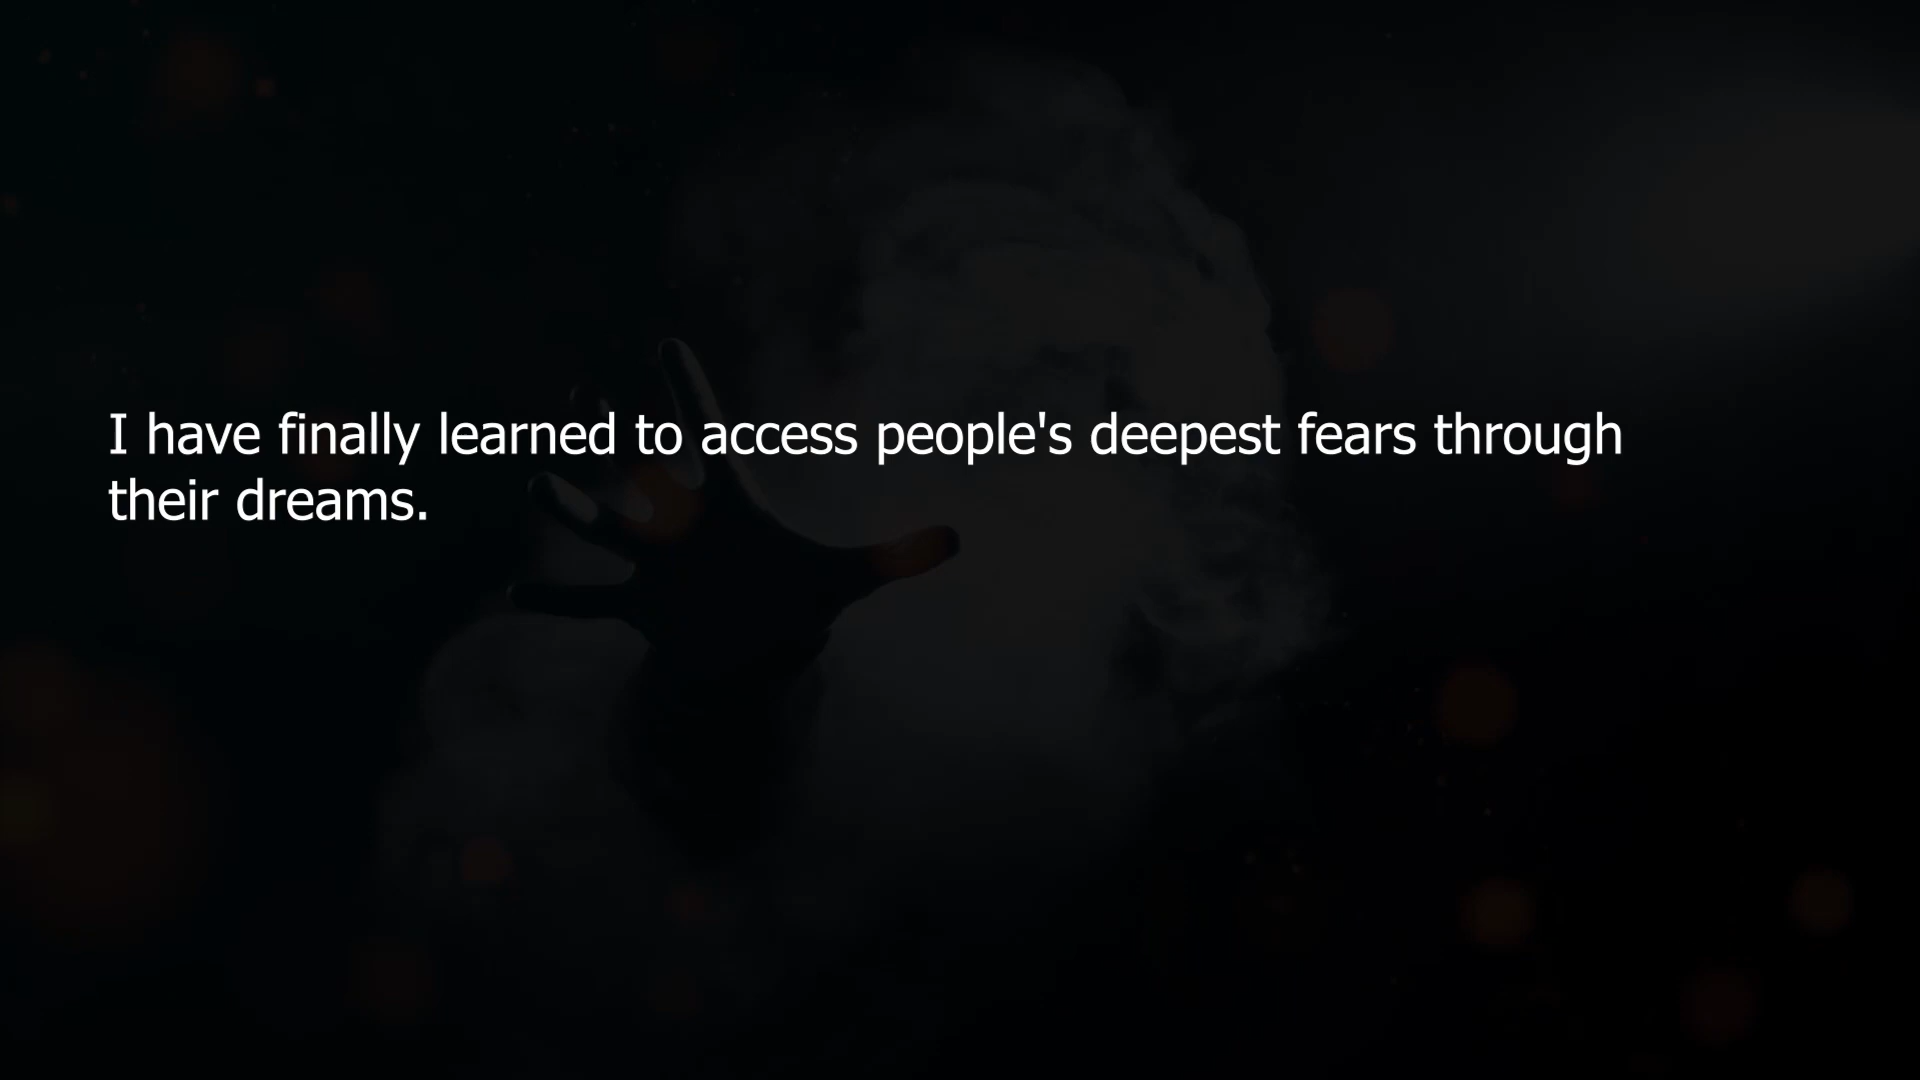 I have finally learned to access people's deepest fears through
their dreams.